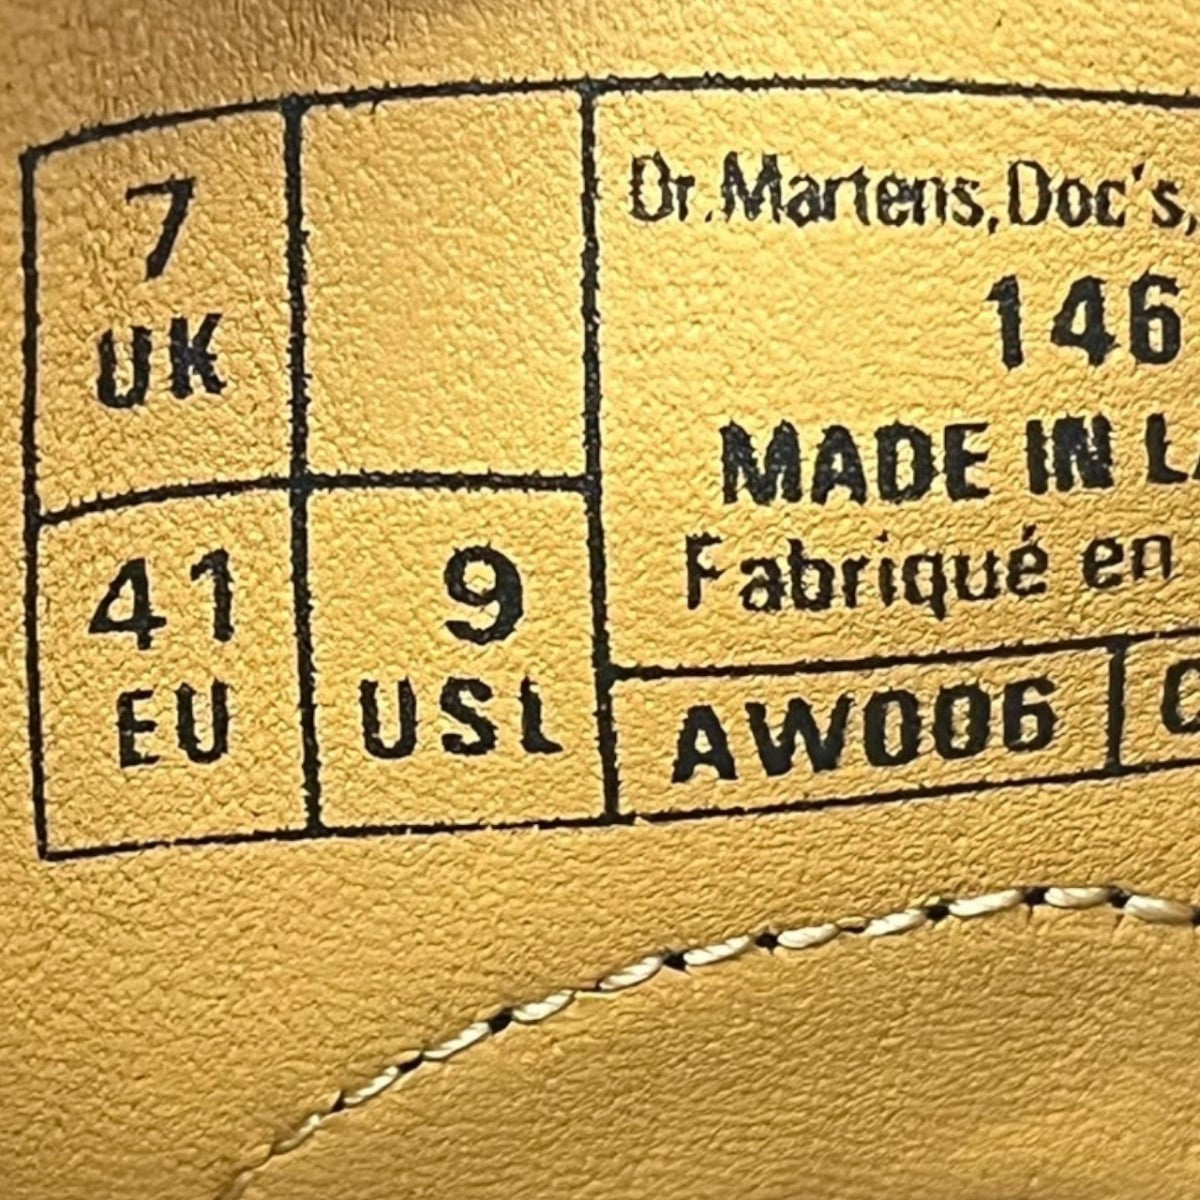 7
UK
41
EU
9
USL
Dr.Martens,Doc's,
146
MADE IN
Fabriqué en
AW006